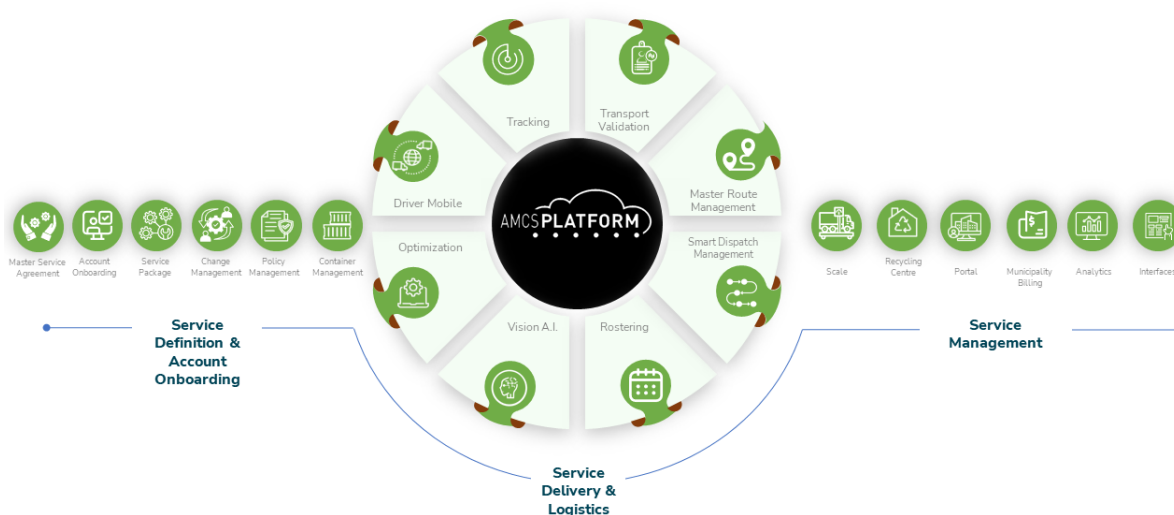 Tracking
Transport
Validation
Driver Mobile
Master Route
Management
AMCSPLATFORM
Optimization
Smart Dispatch
Management
Vision A.I.
Rostering
Master Service
Agreement
Account
Onboarding
Service
Package
Change
Management
Policy
Management
Container
Management
Scale
Recycling
Centre
Portal
Municipality
Billing
Analytics
Interfaces
Service
Definition &
Account
Onboarding
Service
Management
Service
Delivery &
Logistics